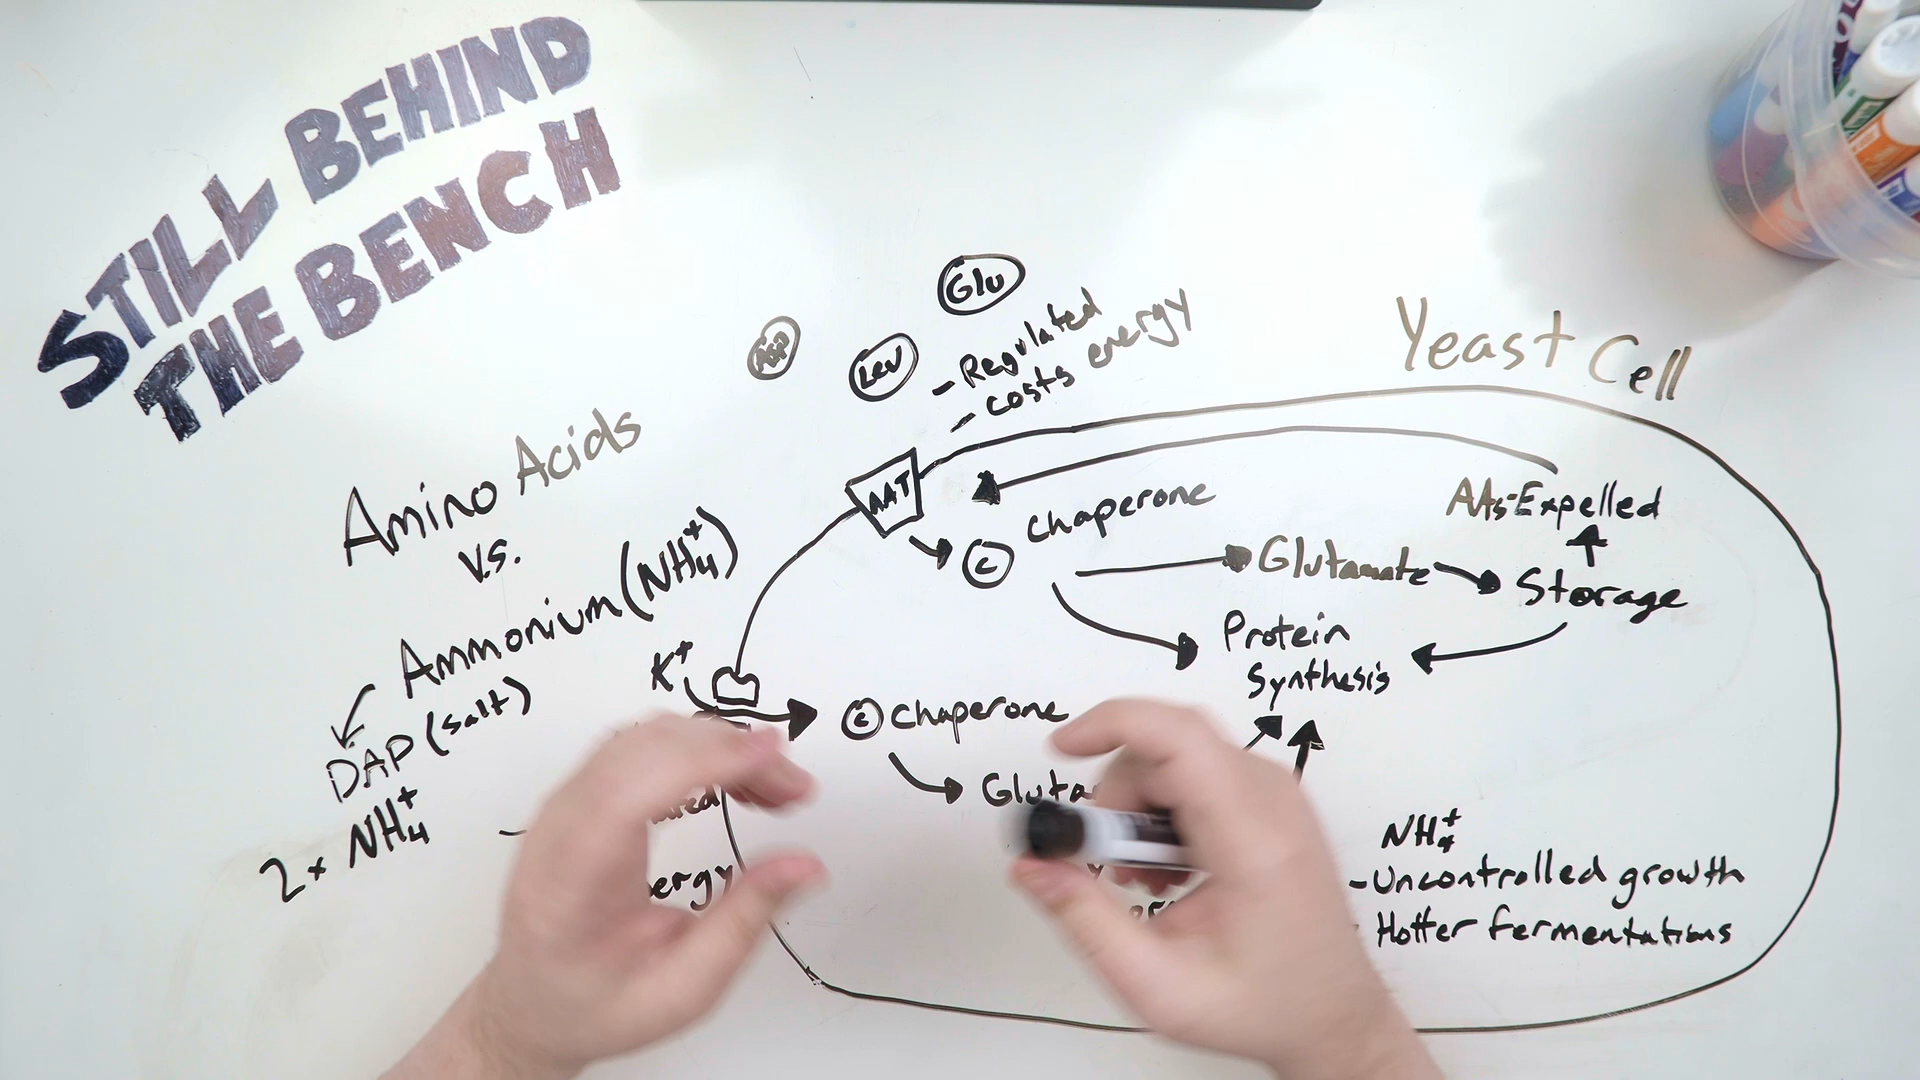 STILL BEHIND
THE BENCH
Amino Acids
v.s.
Ammonium (NH4+)
DAP (salt)
2x NH4+
Asp
Leu
Glu
- Regulated
- costs energy
Yeast Cell
AAT
C
Chaperone
AAs-Expelled
Glutamate
Storage
Protein
Synthesis
K+
C Chaperone
NH4+
- Uncontrolled growth
- Hotter fermentations